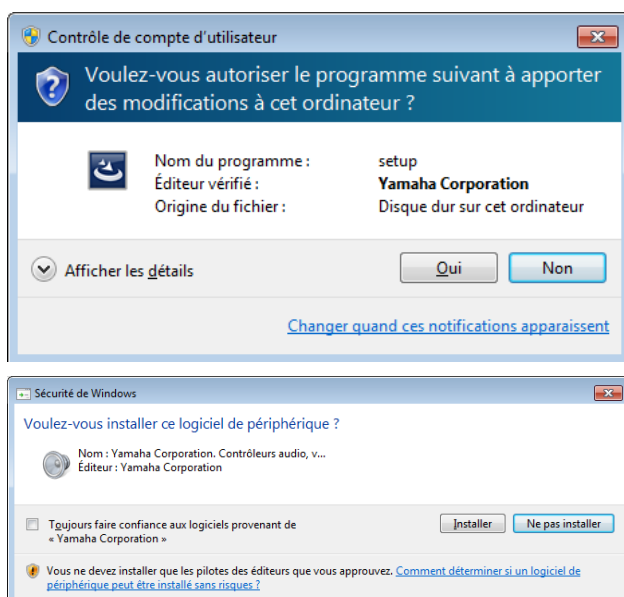 Contrôle de compte d'utilisateur
Voulez-vous autoriser le programme suivant à apporter
des modifications à cet ordinateur ?
Nom du programme : setup
Éditeur vérifié : Yamaha Corporation
Origine du fichier : Disque dur sur cet ordinateur
Afficher les détails Oui Non
Changer quand ces notifications apparaissent
Sécurité de Windows
Voulez-vous installer ce logiciel de périphérique ?
Nom : Yamaha Corporation. Contrôleurs audio, v...
Éditeur : Yamaha Corporation
Toujours faire confiance aux logiciels provenant de Installer Ne pas installer
« Yamaha Corporation »
Vous ne devez installer que les pilotes des éditeurs que vous approuvez. Comment déterminer si un logiciel de
périphérique peut être installé sans risques ?